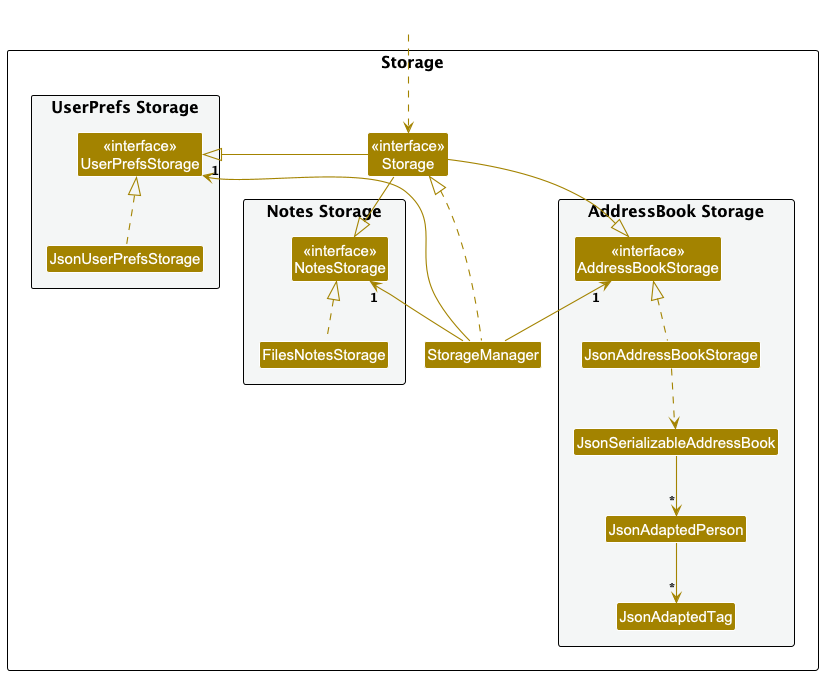 Storage
UserPrefs Storage
«interface»
UserPrefsStorage
1
JsonUserPrefsStorage
«interface»
Storage
Notes Storage
«interface»
NotesStorage
1
FilesNotesStorage
StorageManager
AddressBook Storage
«interface»
AddressBookStorage
1
JsonAddressBookStorage
JsonSerializableAddressBook
*
JsonAdaptedPerson
*
JsonAdaptedTag